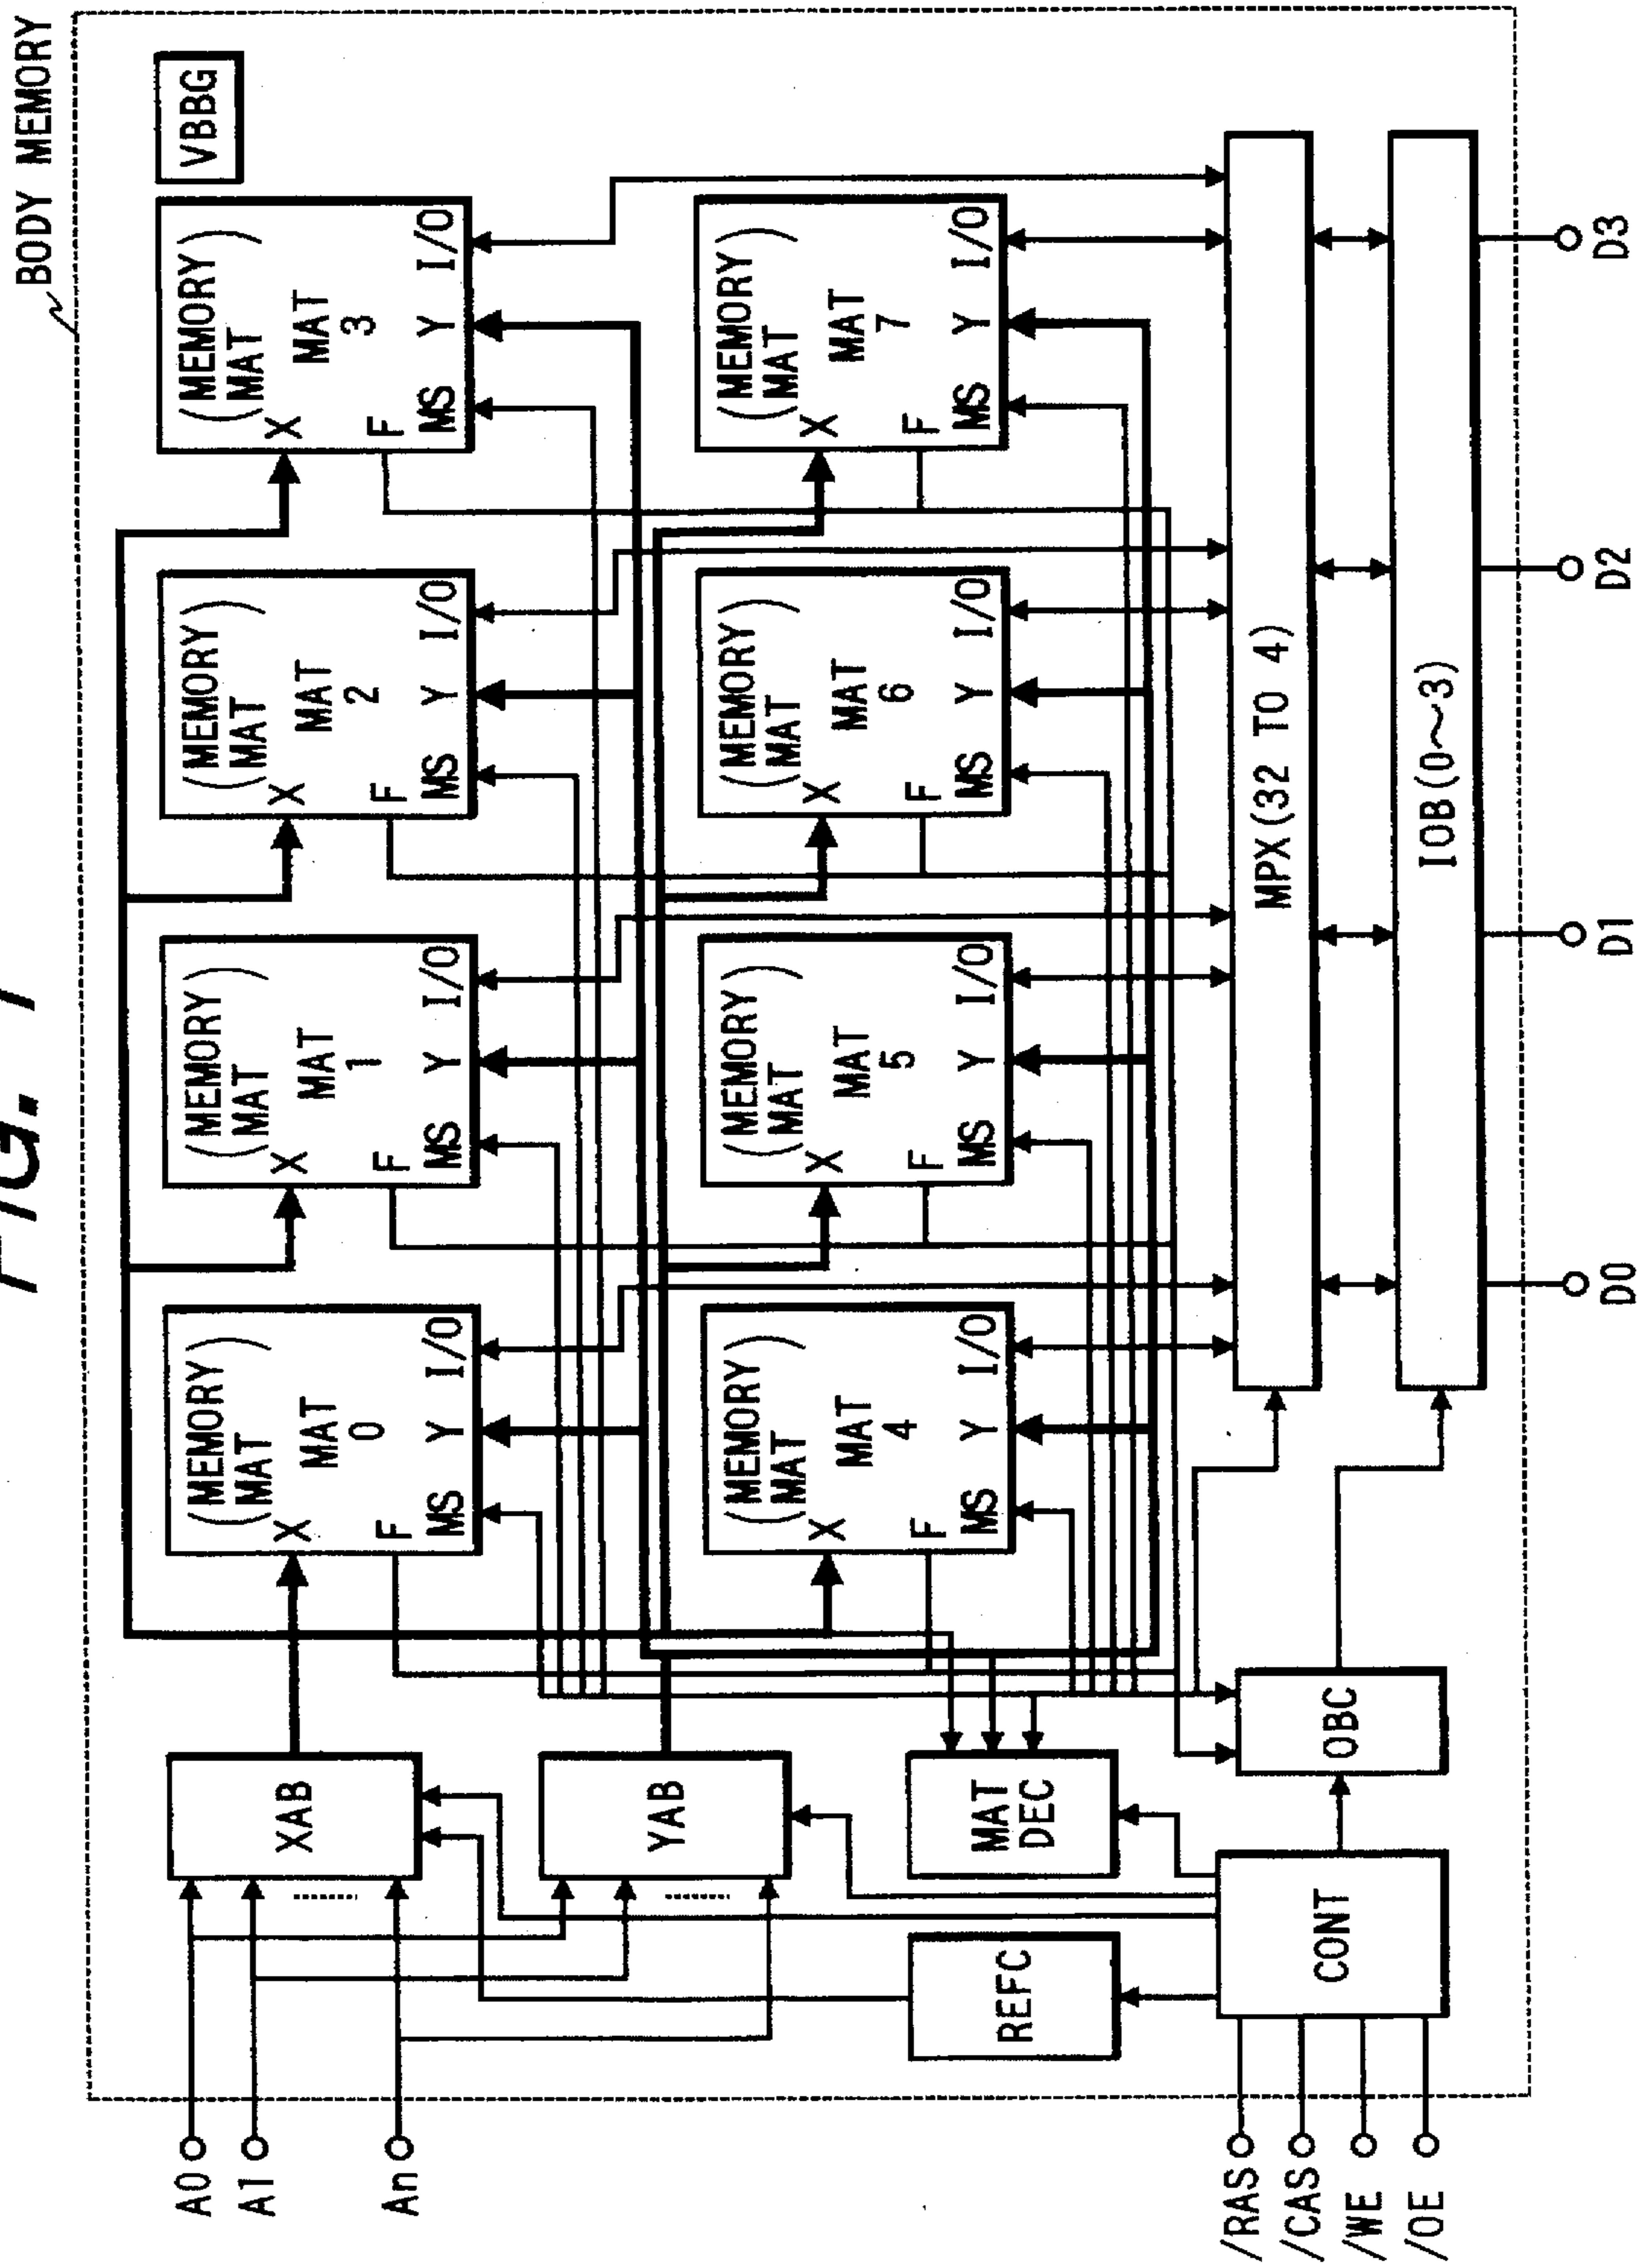 FIG. 1
BODY MEMORY
A0
A1
An
XAB
(MEMORY)
(MAT)
MAT
0
X
F
MS
Y
I/O
(MEMORY)
(MAT)
MAT
1
X
F
MS
Y
I/O
(MEMORY)
(MAT)
MAT
2
X
F
MS
Y
I/O
(MEMORY)
(MAT)
MAT
3
X
F
MS
Y
I/O
VBBG
YAB
(MEMORY)
(MAT)
MAT
4
X
F
MS
Y
I/O
(MEMORY)
(MAT)
MAT
5
X
F
MS
Y
I/O
(MEMORY)
(MAT)
MAT
6
X
F
MS
Y
I/O
(MEMORY)
(MAT)
MAT
7
X
F
MS
Y
I/O
REFC
MAT
DEC
/RAS
/CAS
/WE
/OE
CONT
OBC
MPX(32 TO 4)
IOB(0~3)
D0
D1
D2
D3